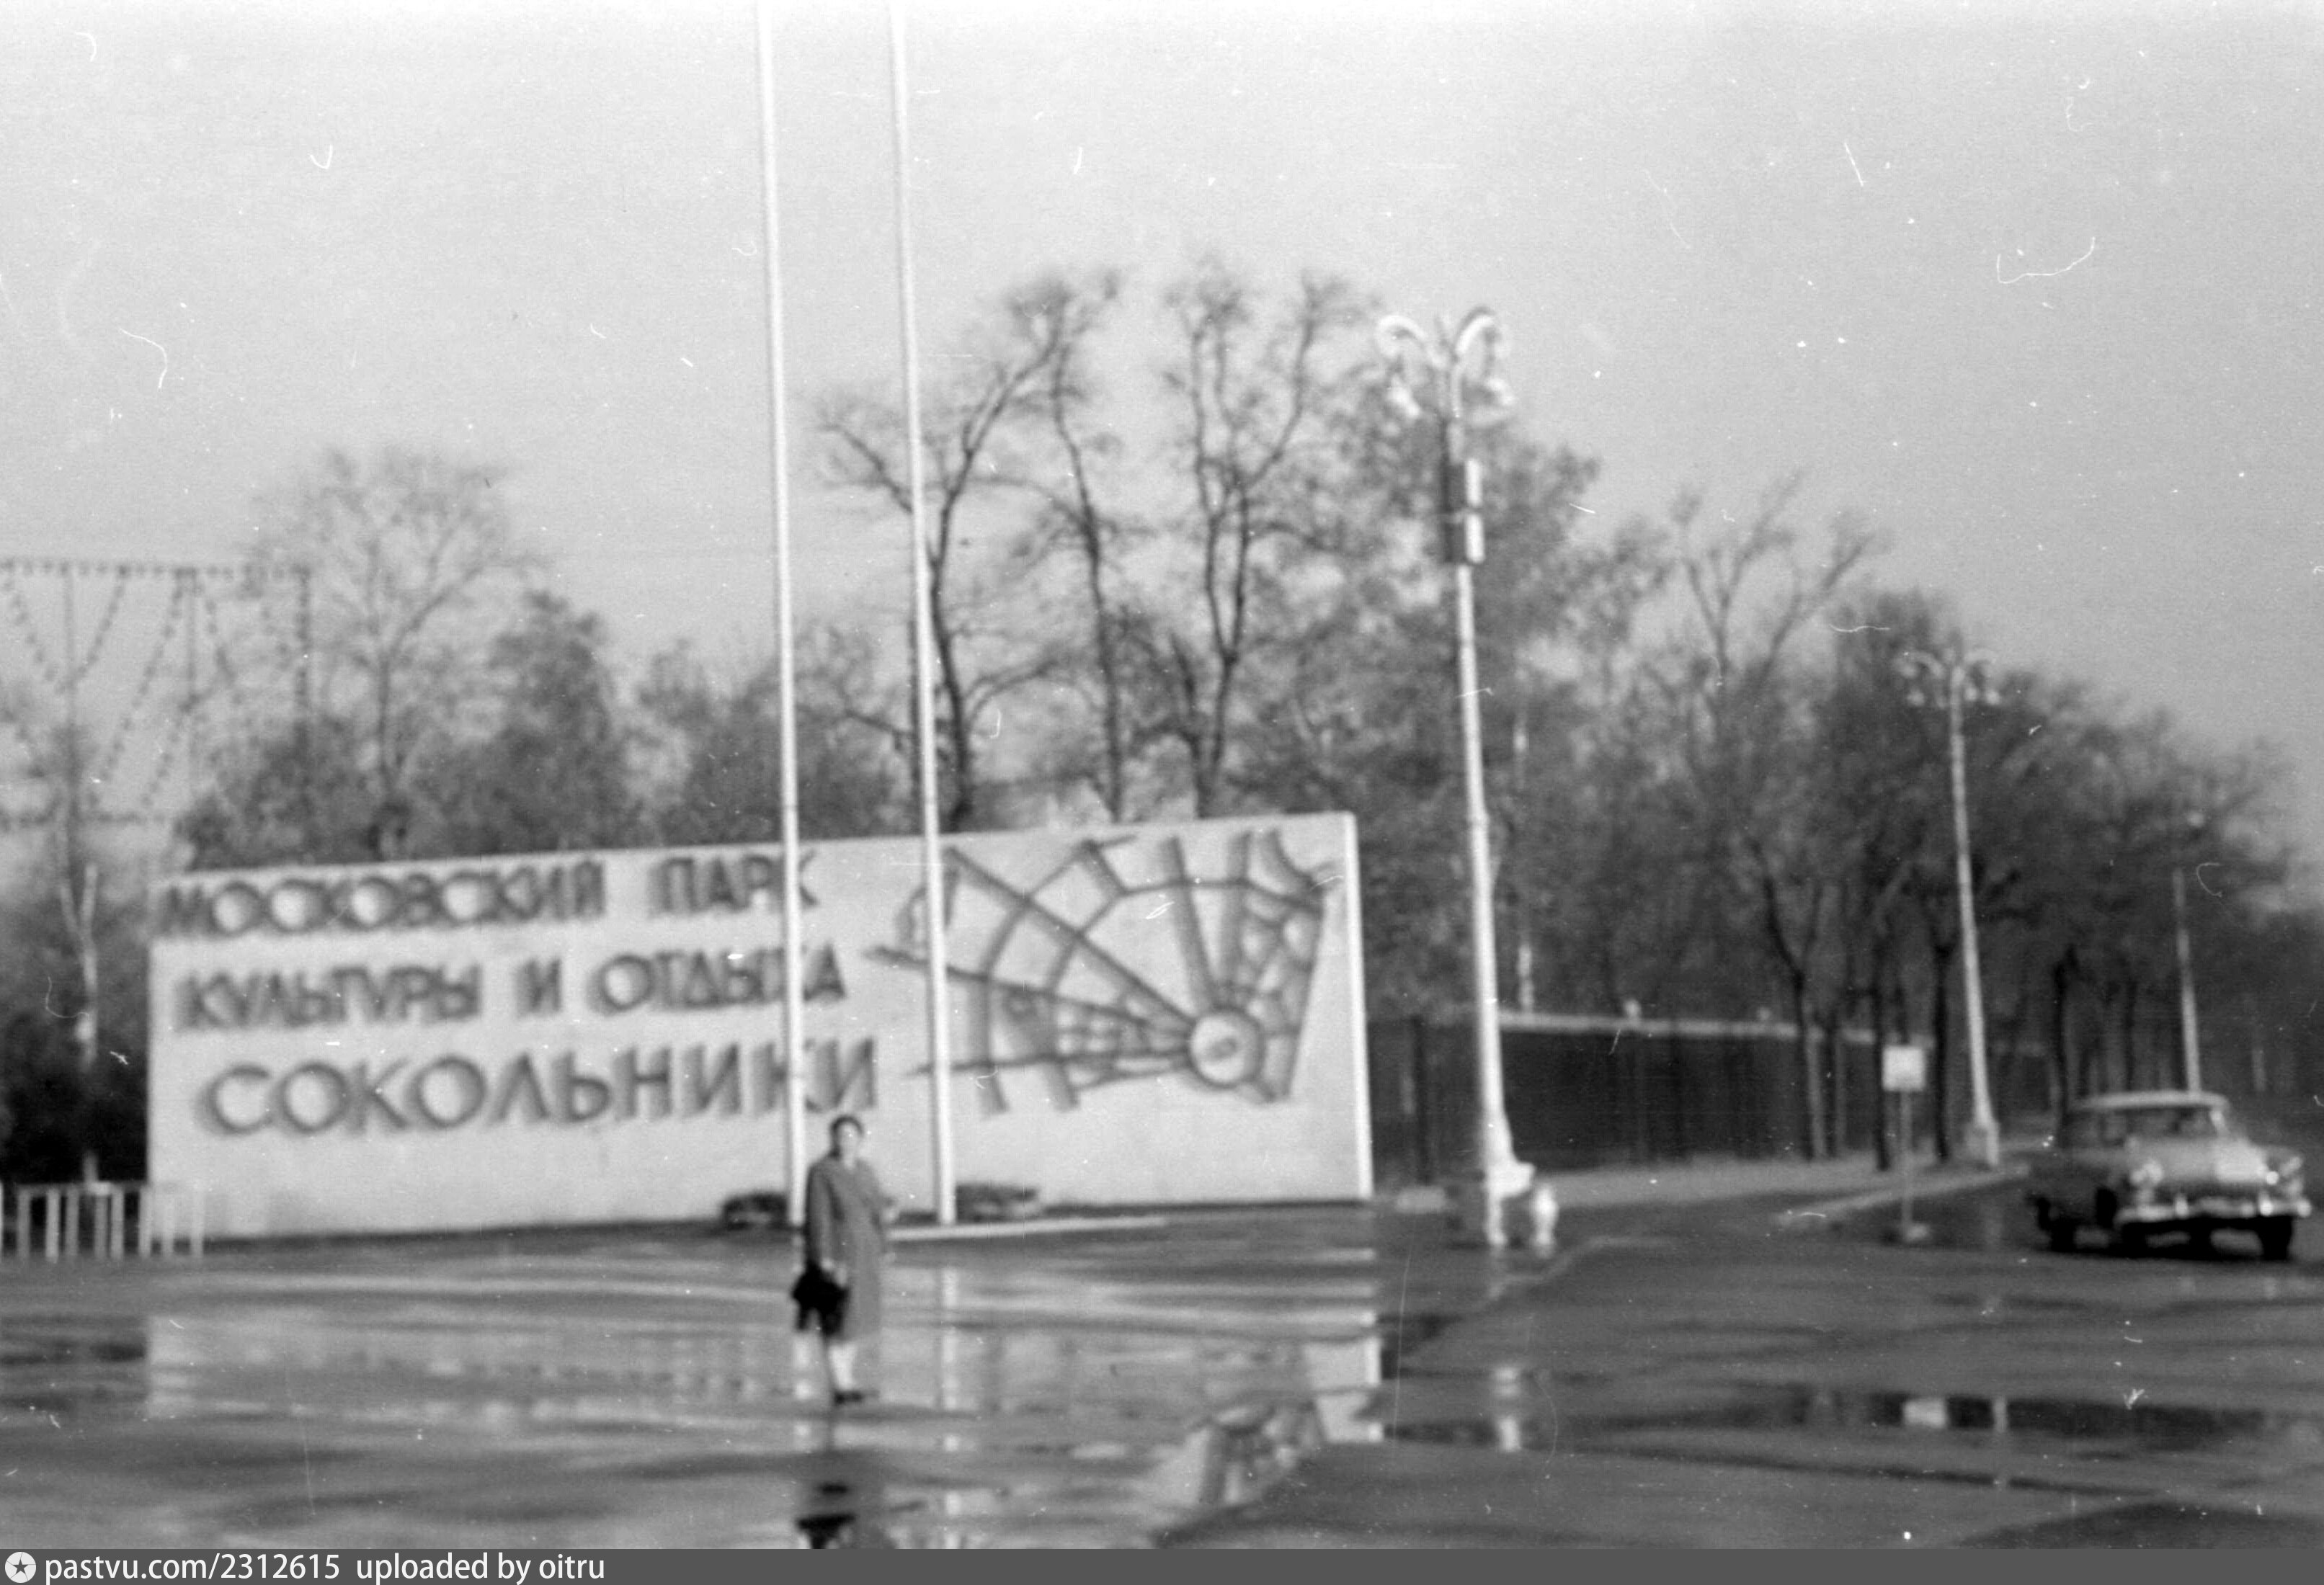 МОСКОВСКИЙ ПАРК
КУЛЬТУРЫ И ОТДЫХА
СОКОЛЬНИКИ
pastvu.com/2312615 uploaded by oitru